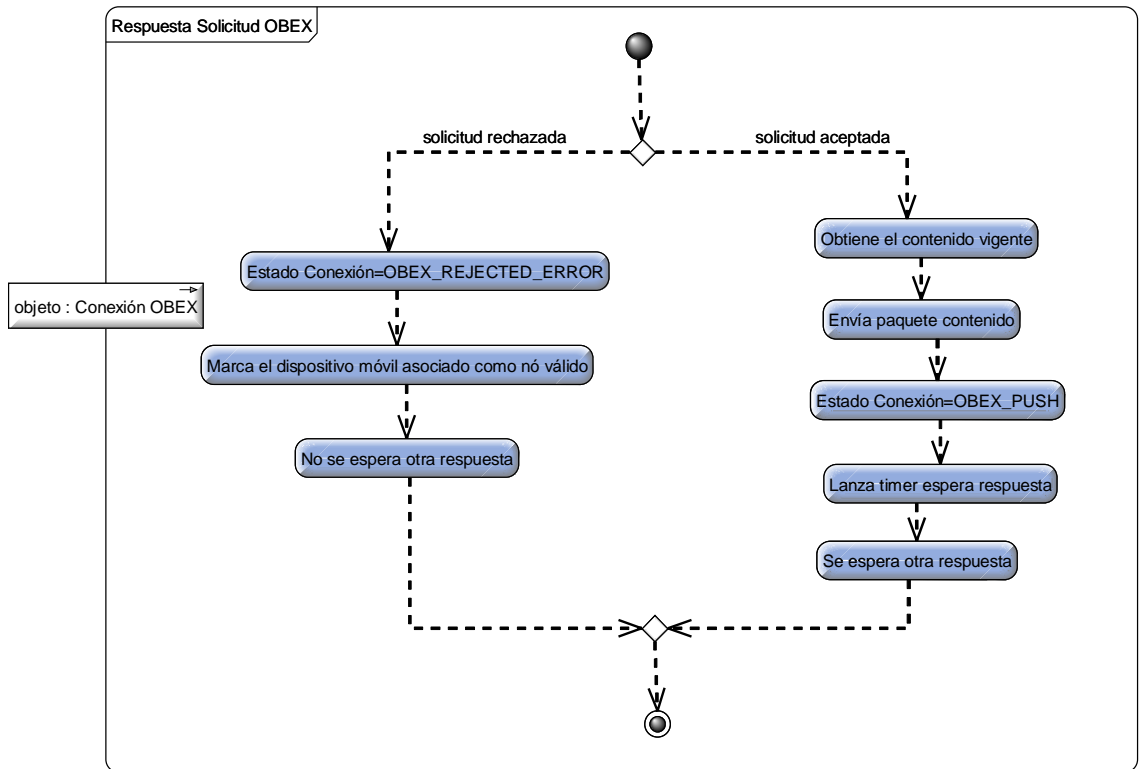 Respuesta Solicitud OBEX
solicitud rechazada
solicitud aceptada
Obtiene el contenido vigente
Estado Conexión=OBEX_REJECTED_ERROR
objeto : Conexión OBEX
Envía paquete contenido
Marca el dispositivo móvil asociado como nó válido
Estado Conexión=OBEX_PUSH
No se espera otra respuesta
Lanza timer espera respuesta
Se espera otra respuesta